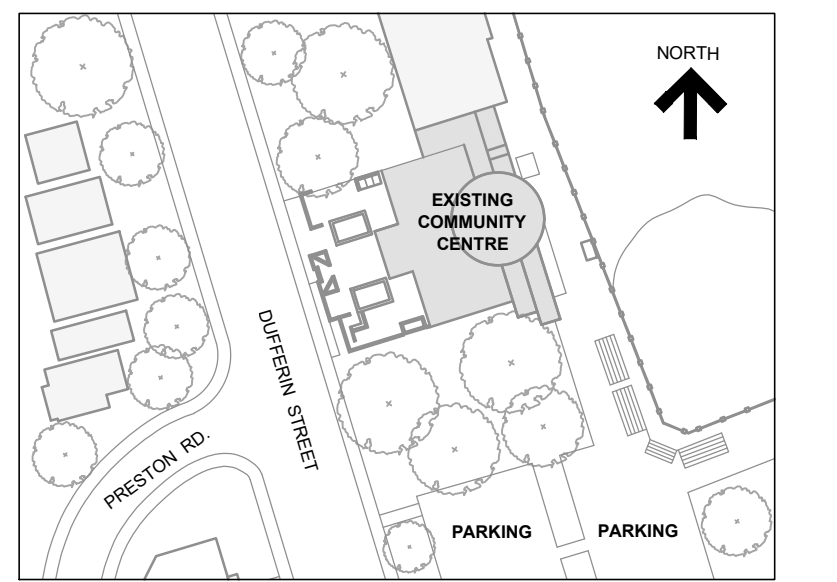 NORTH
EXISTING
COMMUNITY
CENTRE
DUFFERIN STREET
PRESTON RD.
PARKING
PARKING